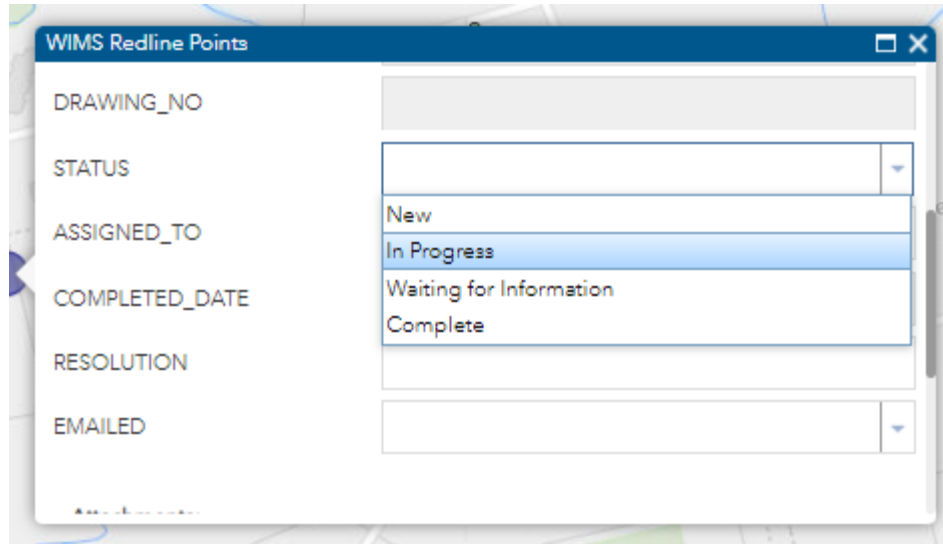 WIMS Redline Points
DRAWING_NO
STATUS
New
ASSIGNED_TO
In Progress
Waiting for Information
COMPLETED_DATE
Complete
RESOLUTION
EMAILED